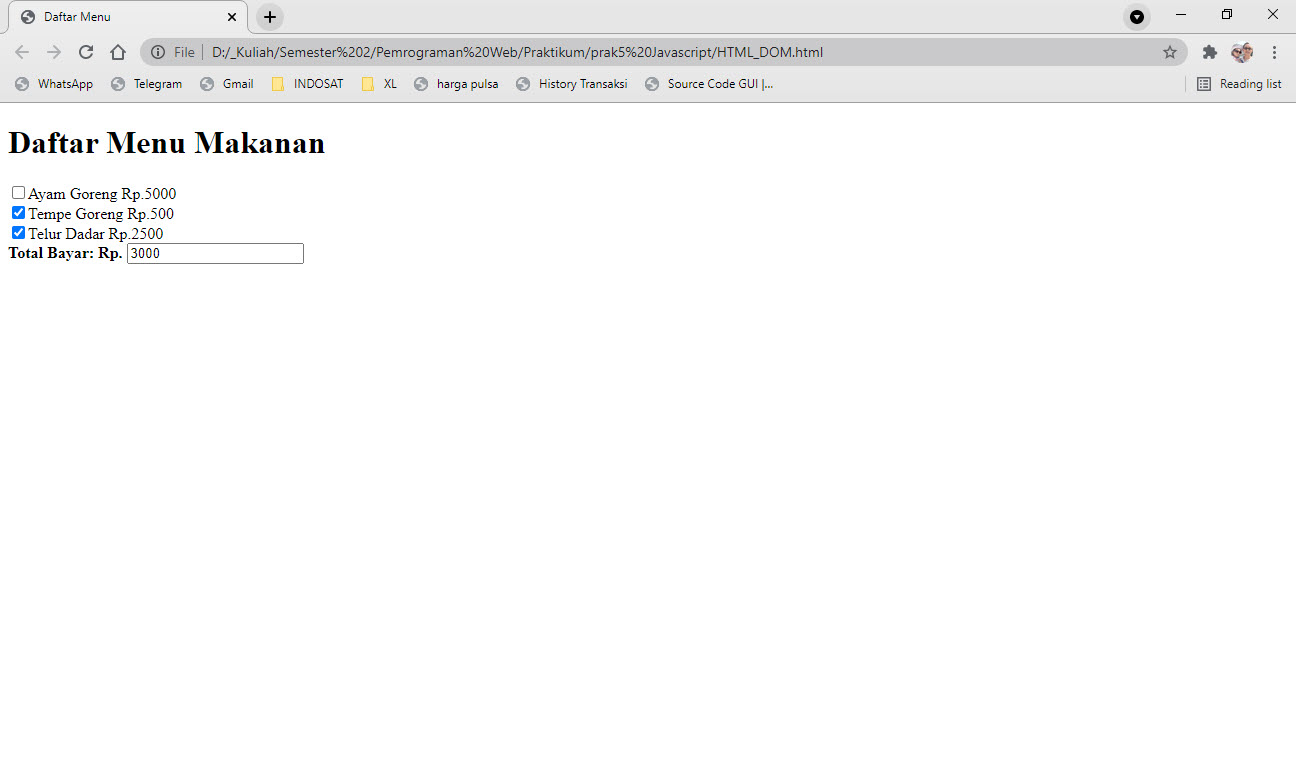 Daftar Menu
File D:/_Kuliah/Semester%202/Pemrograman%20Web/Praktikum/prak5%20Javascript/HTML_DOM.html
WhatsApp Telegram Gmail INDOSAT XL harga pulsa History Transaksi Source Code GUI |... Reading list
Daftar Menu Makanan
Ayam Goreng Rp.5000
Tempe Goreng Rp.500
Telur Dadar Rp.2500
Total Bayar: Rp. 3000